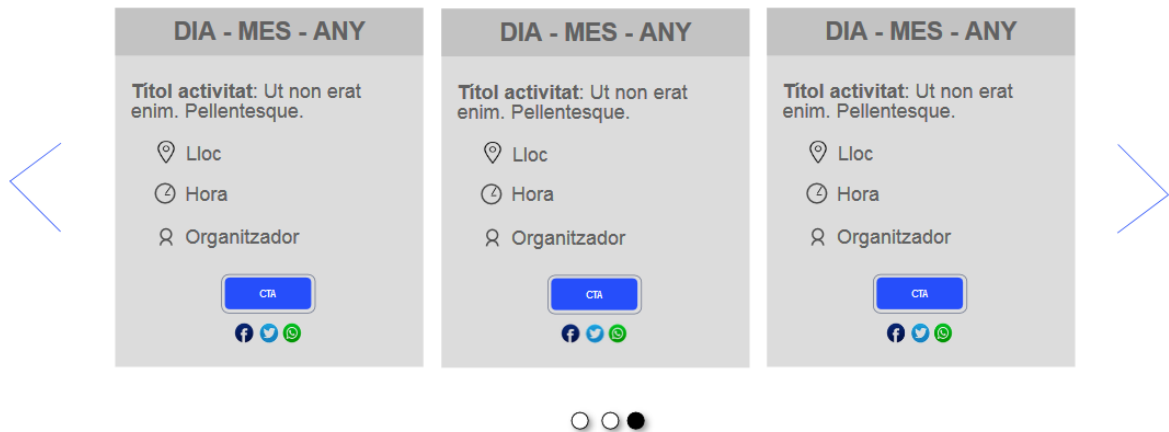 DIA - MES - ANY
Títol activitat: Ut non erat
enim. Pellentesque.
Lloc
Hora
Organitzador
CTA
DIA - MES - ANY
Títol activitat: Ut non erat
enim. Pellentesque.
Lloc
Hora
Organitzador
CTA
DIA - MES - ANY
Títol activitat: Ut non erat
enim. Pellentesque.
Lloc
Hora
Organitzador
CTA